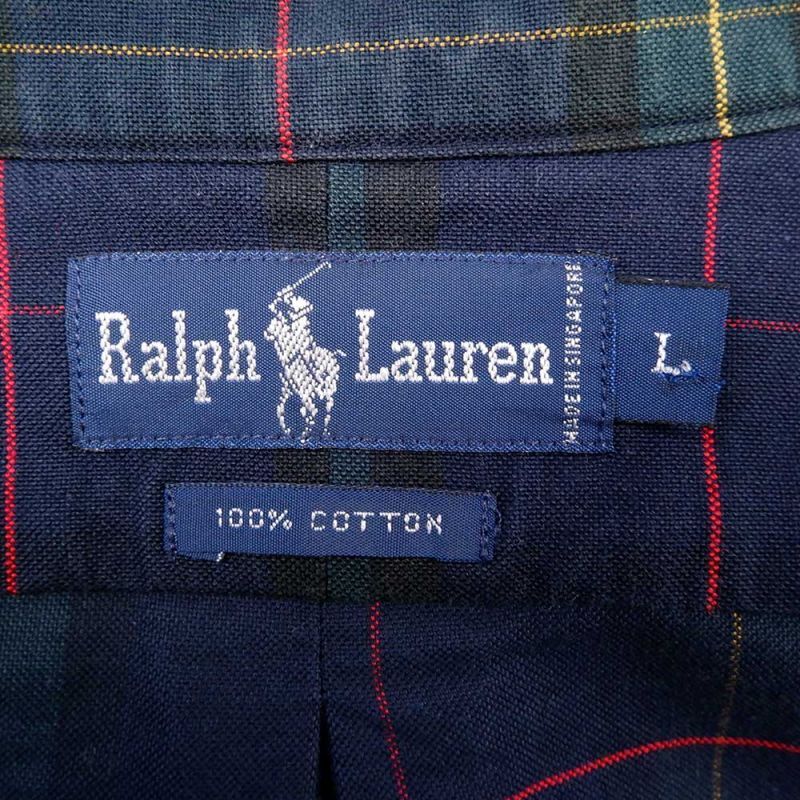 Ralph Lauren
MADE IN SINGAPORE
L
100% COTTON